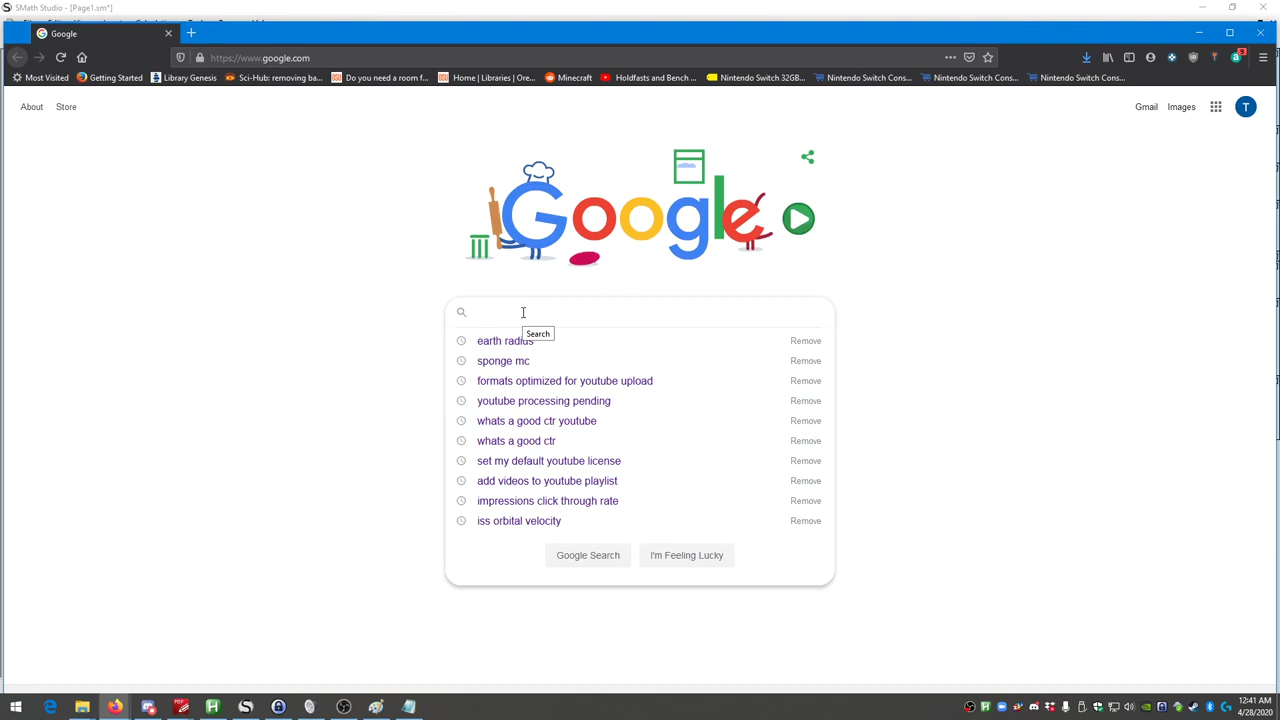 SMath Studio - [Page1.sm*]
Google
https://www.google.com
Most Visited Getting Started Library Genesis Sci-Hub: removing ba... Do you need a room f... Home | Libraries | Ore... Minecraft Holdfasts and Bench ... Nintendo Switch 32GB... Nintendo Switch Cons... Nintendo Switch Cons... Nintendo Switch Cons...
About Store Gmail Images T
Google
Search
earth radius Remove
sponge mc Remove
formats optimized for youtube upload Remove
youtube processing pending Remove
whats a good ctr youtube Remove
whats a good ctr Remove
set my default youtube license Remove
add videos to youtube playlist Remove
impressions click through rate Remove
iss orbital velocity Remove
Google Search I'm Feeling Lucky
12:41 AM
4/28/2020